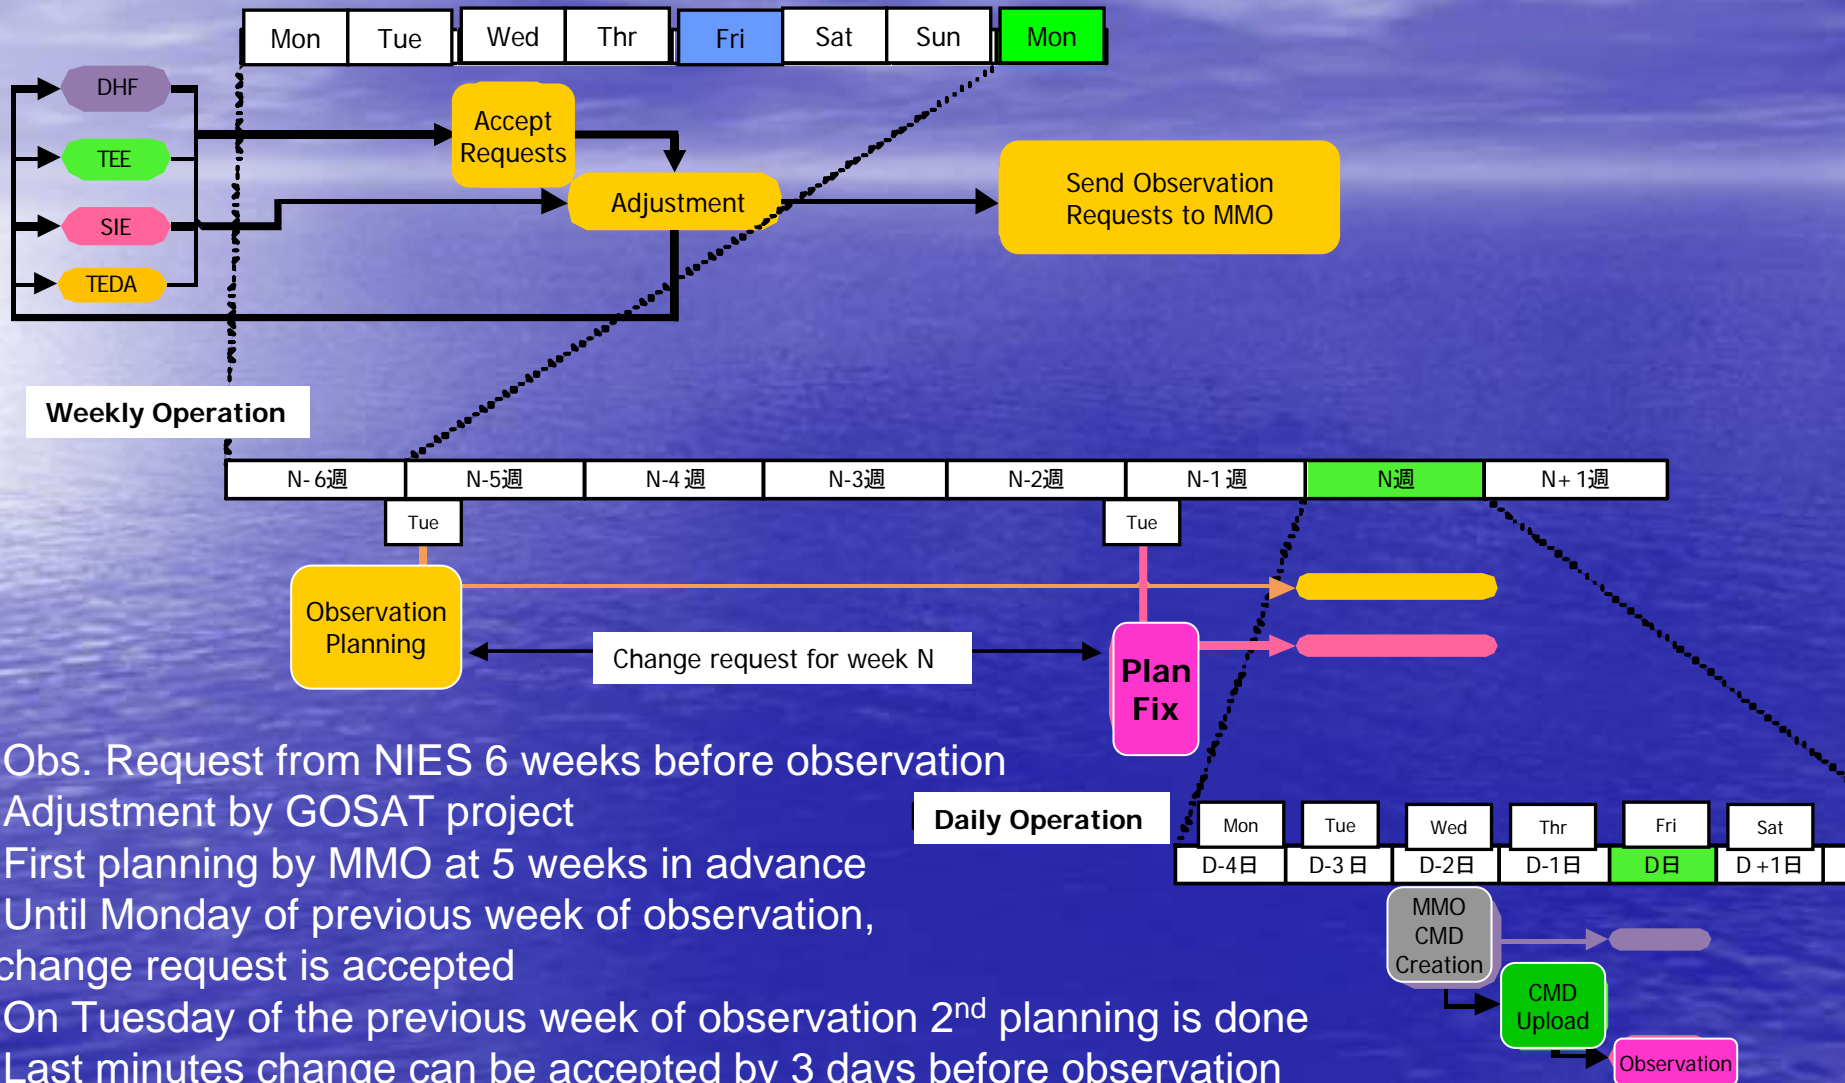 Mon Tue Wed Thr Fri Sat Sun Mon
DHF
TEE
SIE
TEDA
Accept
Requests
Adjustment
Send Observation
Requests to MMO
Weekly Operation
N-6週 N-5週 N-4週 N-3週 N-2週 N-1週 N週 N+1週
Tue
Tue
Observation
Planning
Change request for week N
Plan
Fix
Obs. Request from NIES 6 weeks before observation
Adjustment by GOSAT project
First planning by MMO at 5 weeks in advance
Until Monday of previous week of observation,
change request is accepted
On Tuesday of the previous week of observation 2nd planning is done
Last minutes change can be accepted by 3 days before observation
Daily Operation
Mon Tue Wed Thr Fri Sat
D-4日 D-3日 D-2日 D-1日 D日 D+1日
MMO
CMD
Creation
CMD
Upload
Observation